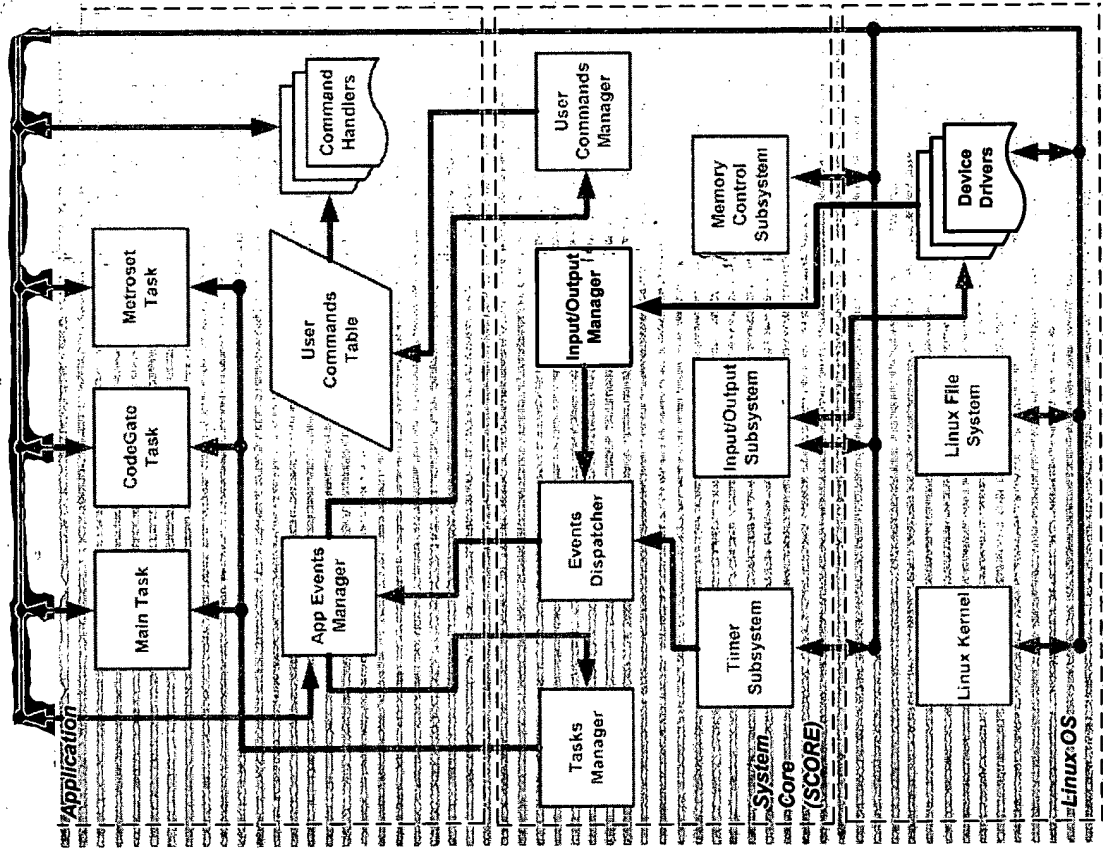 Application
Main Task
CodeGate
Task
Metroset
Task
App Events
Manager
User
Commands
Table
Command
Handlers
Tasks
Manager
Events
Dispatcher
Input/Output
Manager
User
Commands
Manager
Timer
Subsystem
Input/Output
Subsystem
Memory
Control
Subsystem
System
Core
(SCORE)
Linux Kernel
Linux File
System
Device
Drivers
Linux OS